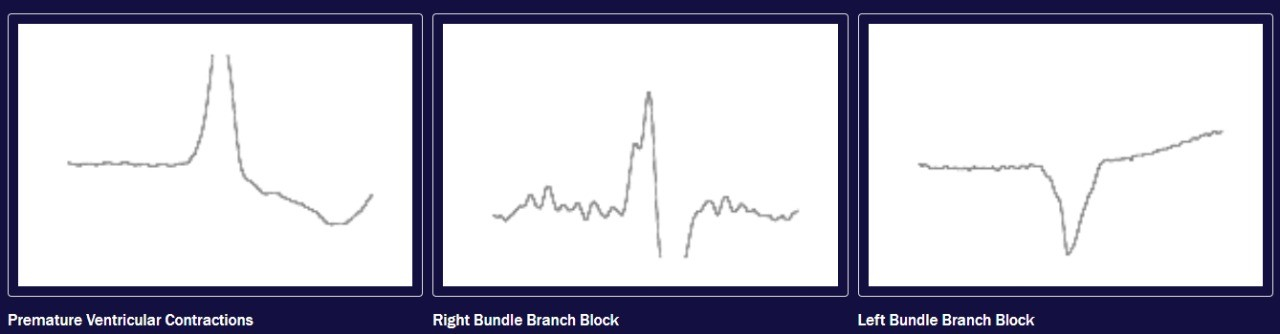 Premature Ventricular Contractions
Right Bundle Branch Block
Left Bundle Branch Block